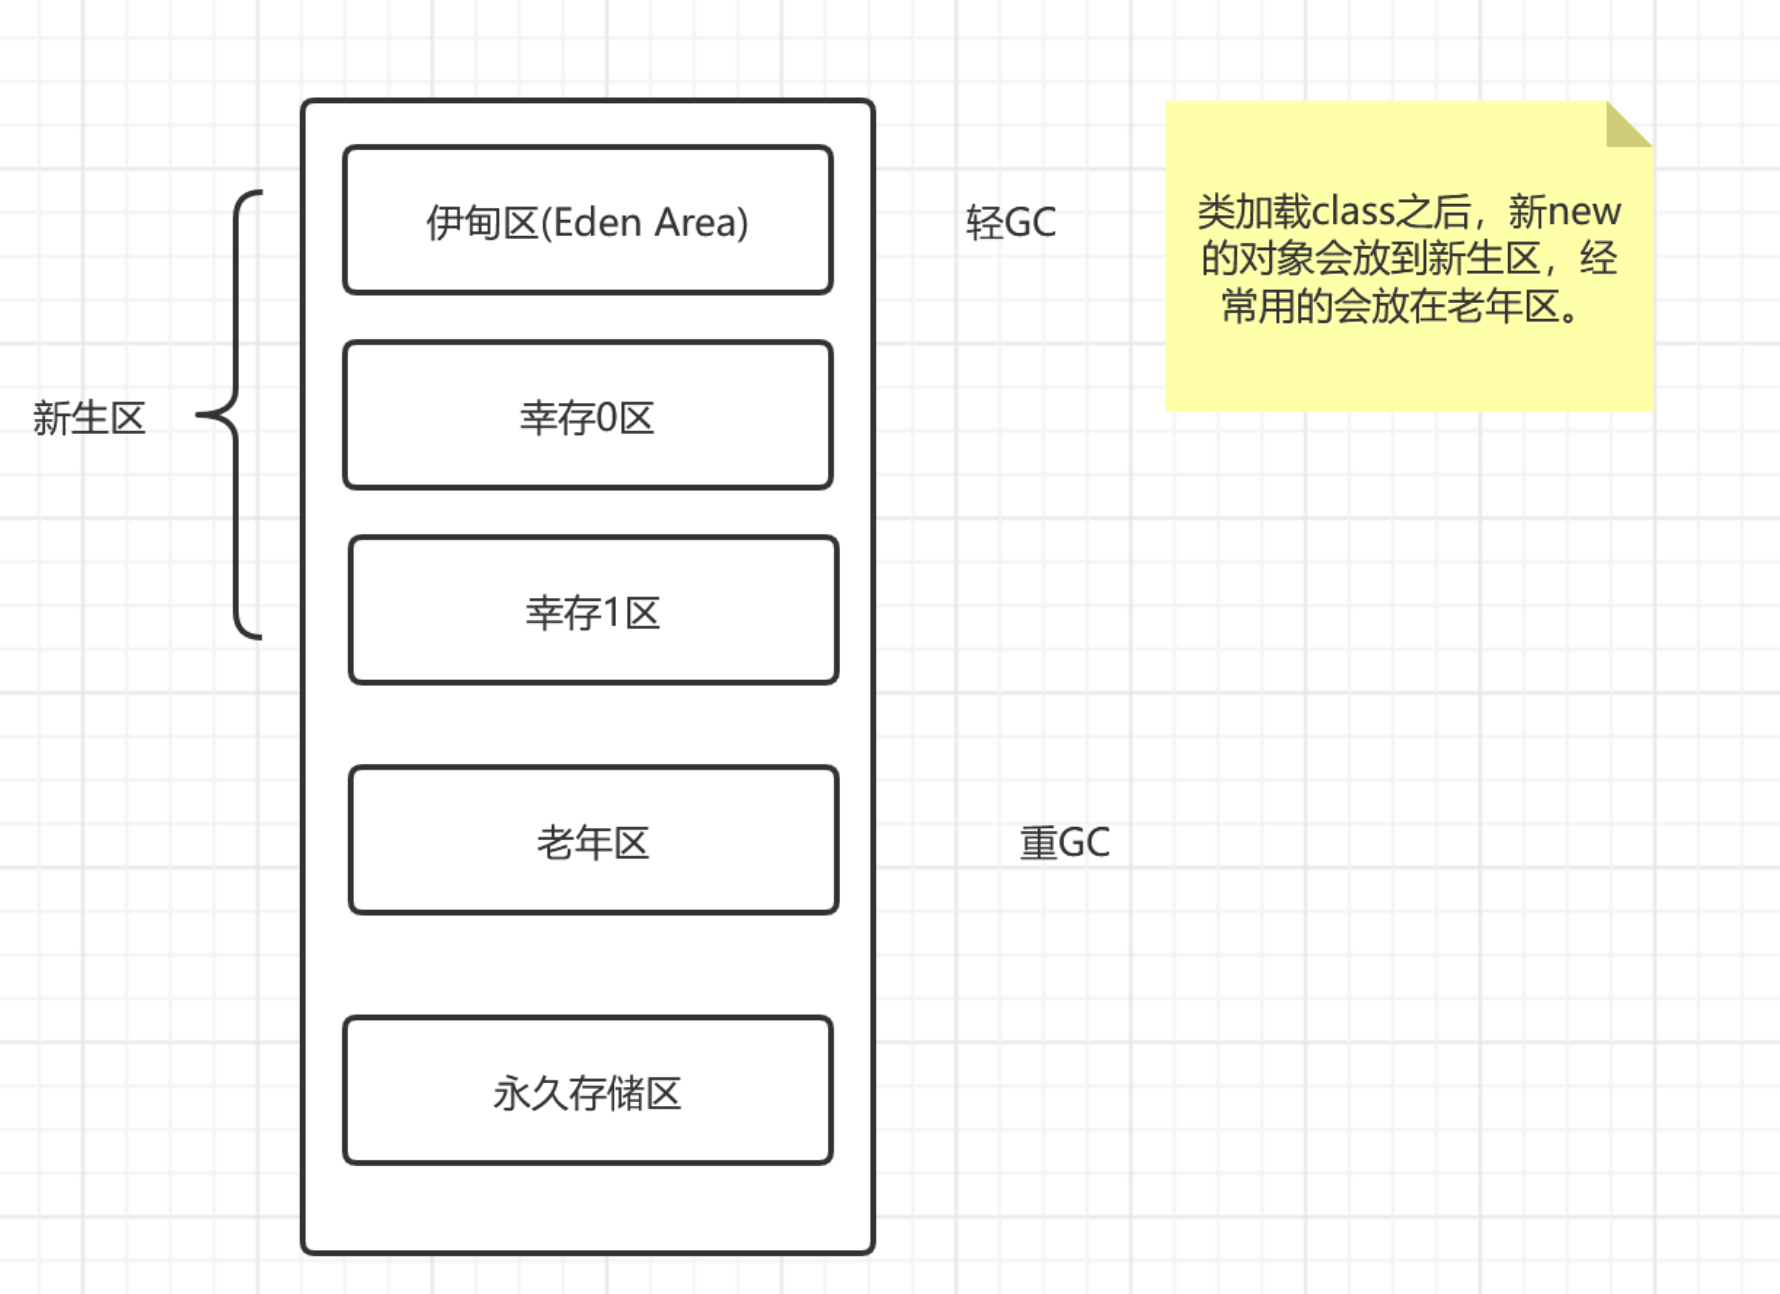 伊甸区(Eden Area)
轻GC
类加载class之后，新new
的对象会放到新生区，经
常用的会放在老年区。
新生区
幸存0区
幸存1区
老年区
重GC
永久存储区